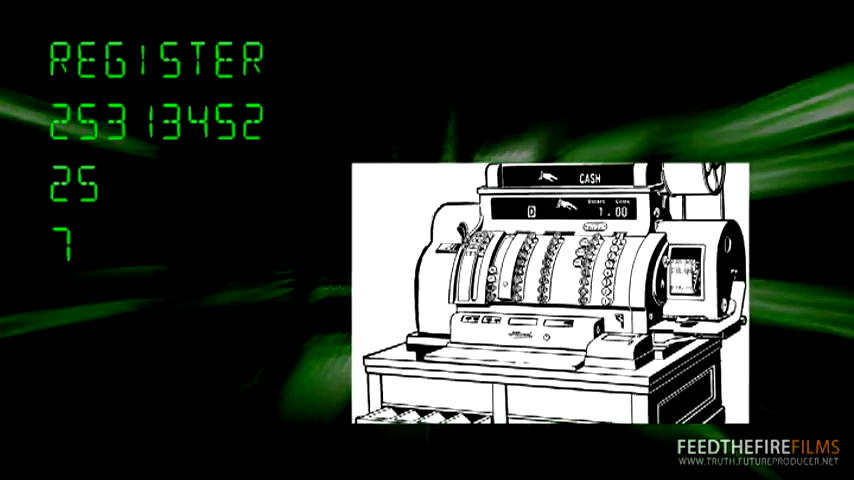 REGISTER
25313452
25
7
CASH
D 1.00
FEEDTHEFIREFILMS
WWW.TRUTH.FUTUREPRODUCER.NET